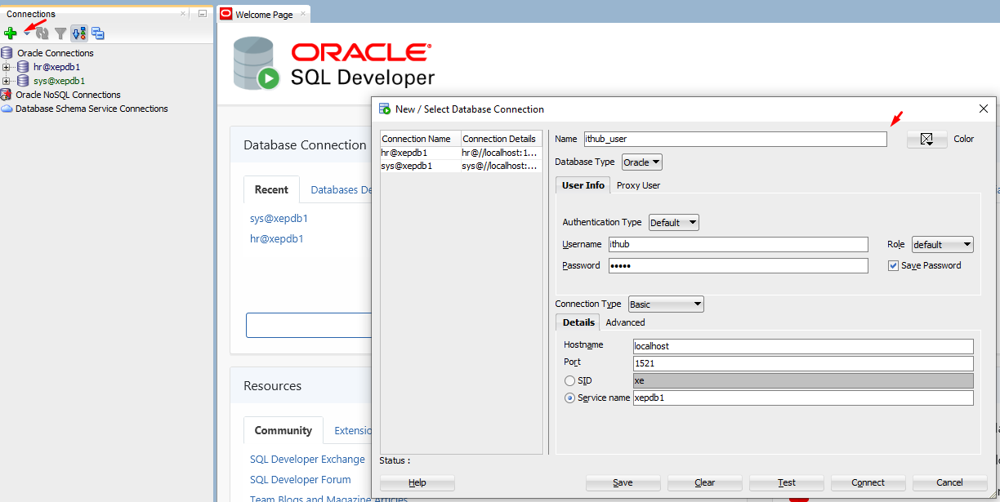 Connections
Oracle Connections
hr@xepdb1
sys@xepdb1
Oracle NoSQL Connections
Database Schema Service Connections
Welcome Page
ORACLE
SQL Developer
Database Connection
Recent
Databases De
sys@xepdb1
hr@xepdb1
Resources
Community
Extensio
SQL Developer Exchange
SQL Developer Forum
Team Blogs and Magazine Articles
New / Select Database Connection
Connection Name Connection Details
hr@xepdb1 hr@//localhost:1...
sys@xepdb1 sys@//localhost:...
Name ithub_user Color
Database Type Oracle
User Info Proxy User
Authentication Type Default
Username ithub Role default
Password ••••• Save Password
Connection Type Basic
Details Advanced
Hostname localhost
Port 1521
SID xe
Service name xepdb1
Status :
Help Save Clear Test Connect Cancel